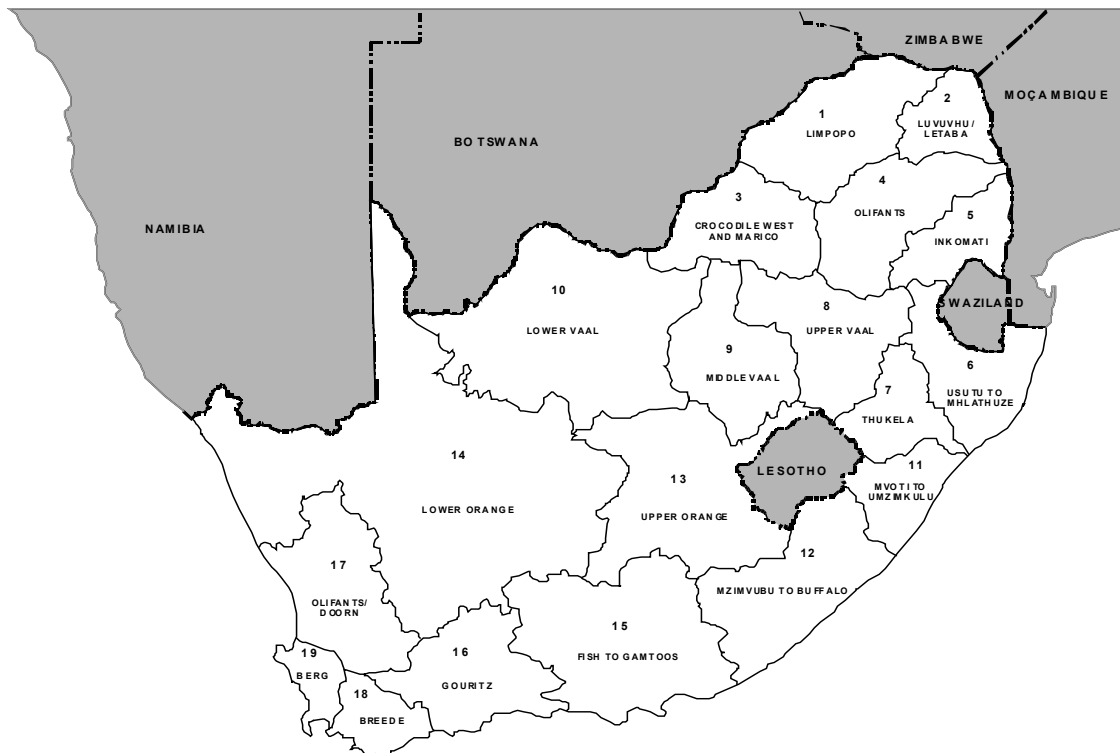 ZIMBABWE
MOÇAMBIQUE
BOTSWANA
NAMIBIA
SWAZILAND
LESOTHO
1
LIMPOPO
2
LUVUVHU/
LETABA
3
CROCODILE WEST
AND MARICO
4
OLIFANTS
5
INKOMATI
6
USUTU TO
MHLATHUZE
7
THUKELA
8
UPPER VAAL
9
MIDDLE VAAL
10
LOWER VAAL
11
MVOTI TO
UMZIMKULU
12
MZIMVUBU TO BUFFALO
13
UPPER ORANGE
14
LOWER ORANGE
15
FISH TO GAMTOOS
16
GOURITZ
17
OLIFANTS/
DOORN
18
BREEDE
19
BERG